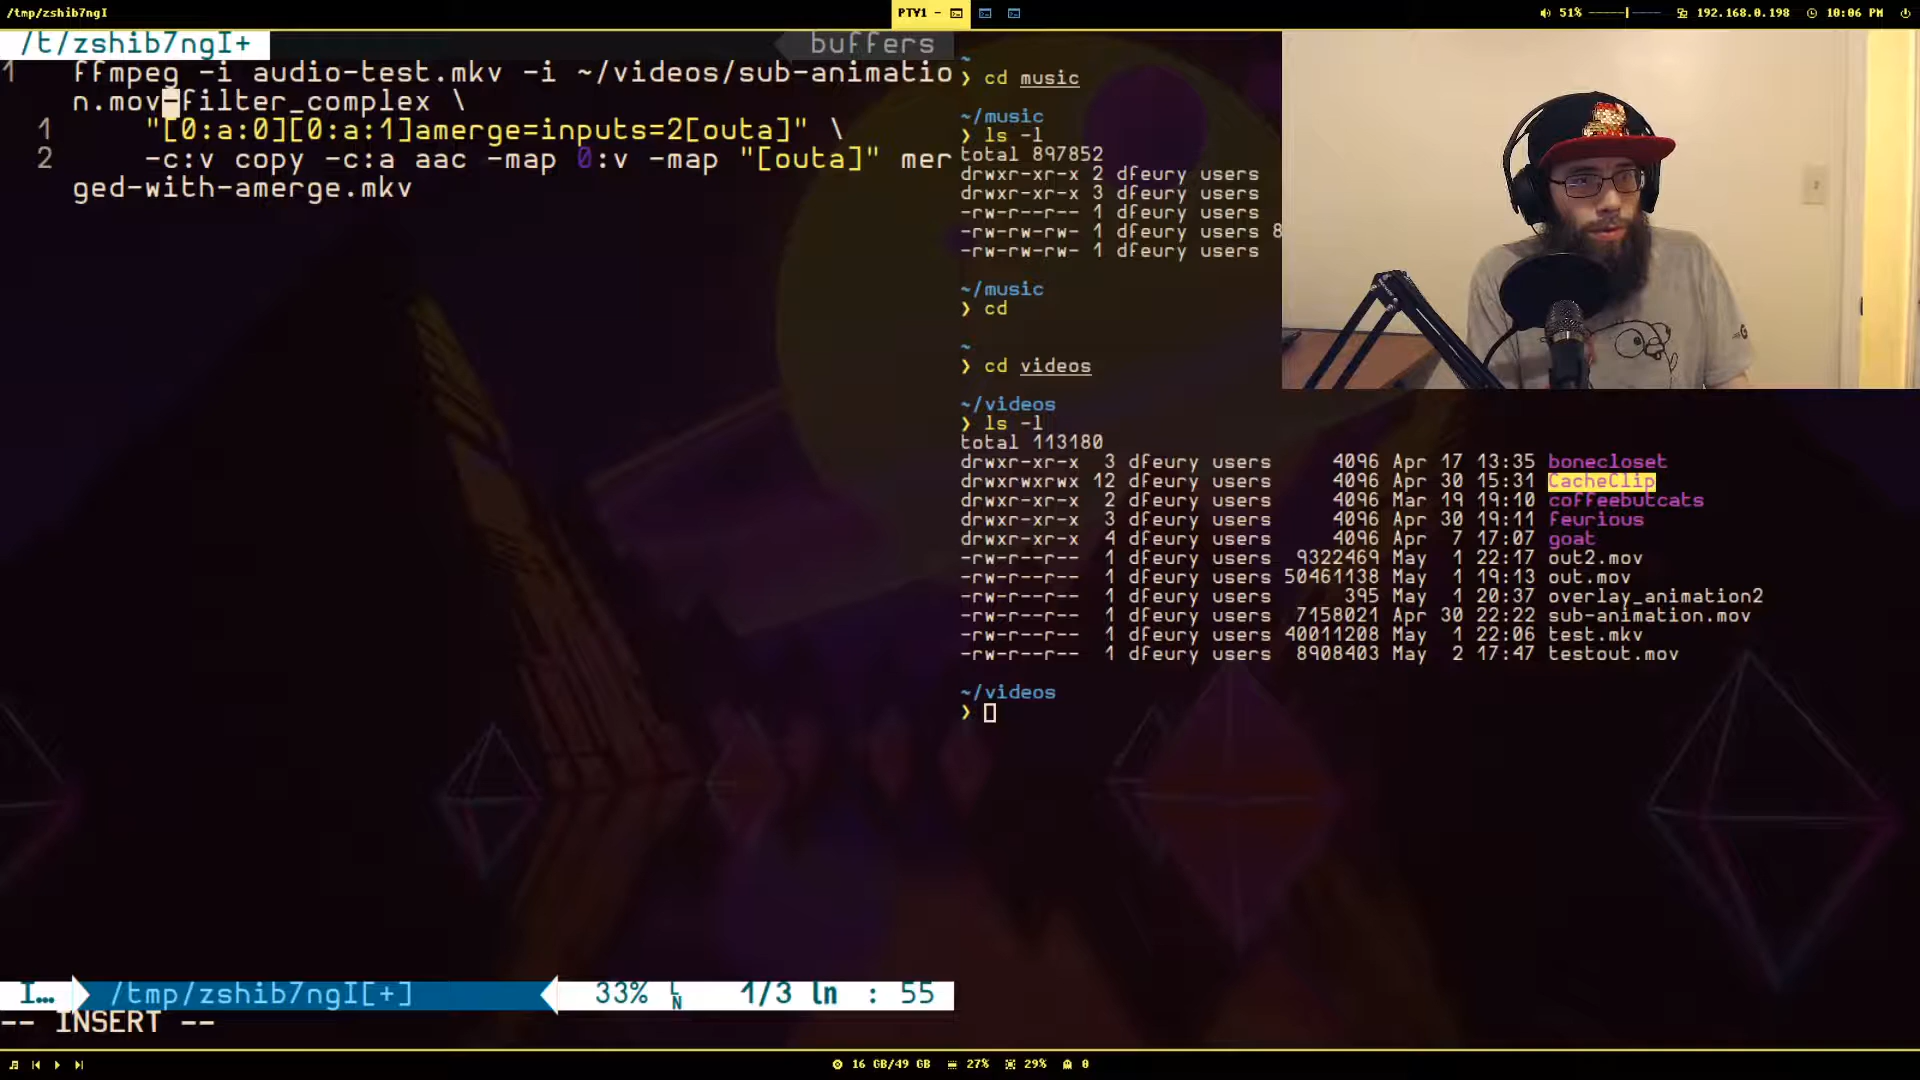 /tmp/zshib7ngI
PTY1 -
51%
192.168.0.198
10:06 PM
/t/zshib7ngI+
buffers
1 ffmpeg -i audio-test.mkv -i ~/videos/sub-animatio
n.mov-filter_complex \
1 "[0:a:0][0:a:1]amerge=inputs=2[outa]" \
2 -c:v copy -c:a aac -map 0:v -map "[outa]" mer
ged-with-amerge.mkv
~
❯ cd music
~/music
❯ ls -l
total 897852
drwxr-xr-x 2 dfeury users
drwxr-xr-x 3 dfeury users
-rw-r--r-- 1 dfeury users
-rw-rw-rw- 1 dfeury users 8
-rw-rw-rw- 1 dfeury users
~/music
❯ cd
~
❯ cd videos
~/videos
❯ ls -l
total 113180
drwxr-xr-x 3 dfeury users 4096 Apr 17 13:35 bonecloset
drwxrwxrwx 12 dfeury users 4096 Apr 30 15:31 CacheClip
drwxr-xr-x 2 dfeury users 4096 Mar 19 19:10 coffeebutcats
drwxr-xr-x 3 dfeury users 4096 Apr 30 19:11 feurious
drwxr-xr-x 4 dfeury users 4096 Apr 7 17:07 goat
-rw-r--r-- 1 dfeury users 9322469 May 1 22:17 out2.mov
-rw-r--r-- 1 dfeury users 50461138 May 1 19:13 out.mov
-rw-r--r-- 1 dfeury users 395 May 1 20:37 overlay_animation2
-rw-r--r-- 1 dfeury users 7158021 Apr 30 22:22 sub-animation.mov
-rw-r--r-- 1 dfeury users 40011208 May 1 22:06 test.mkv
-rw-r--r-- 1 dfeury users 8908403 May 2 17:47 testout.mov
~/videos
❯
I… /tmp/zshib7ngI[+] 33% LN 1/3 ln : 55
-- INSERT --
16 GB/49 GB 27% 29% 0